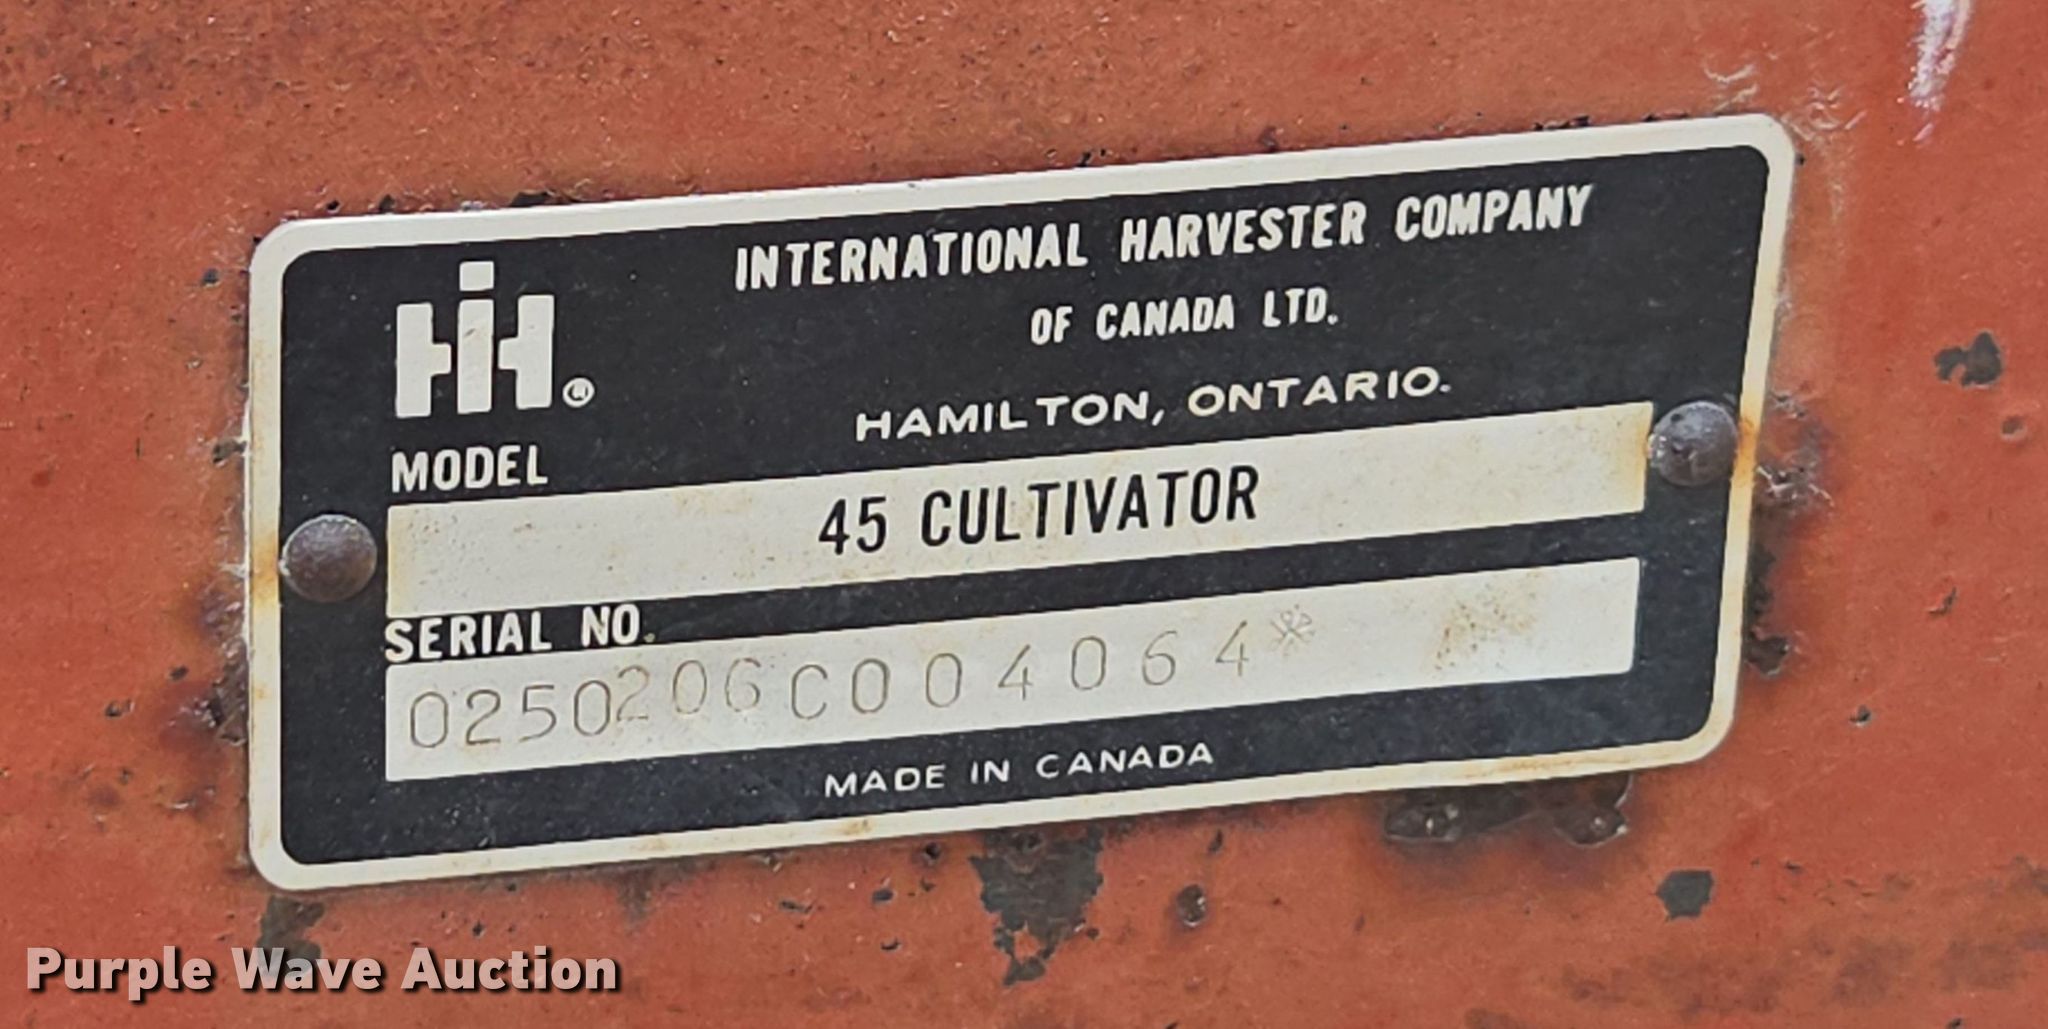 INTERNATIONAL HARVESTER COMPANY
OF CANADA LTD.
IH®
HAMILTON, ONTARIO.
MODEL
45 CULTIVATOR
SERIAL NO.
0250206C004064*
MADE IN CANADA
Purple Wave Auction